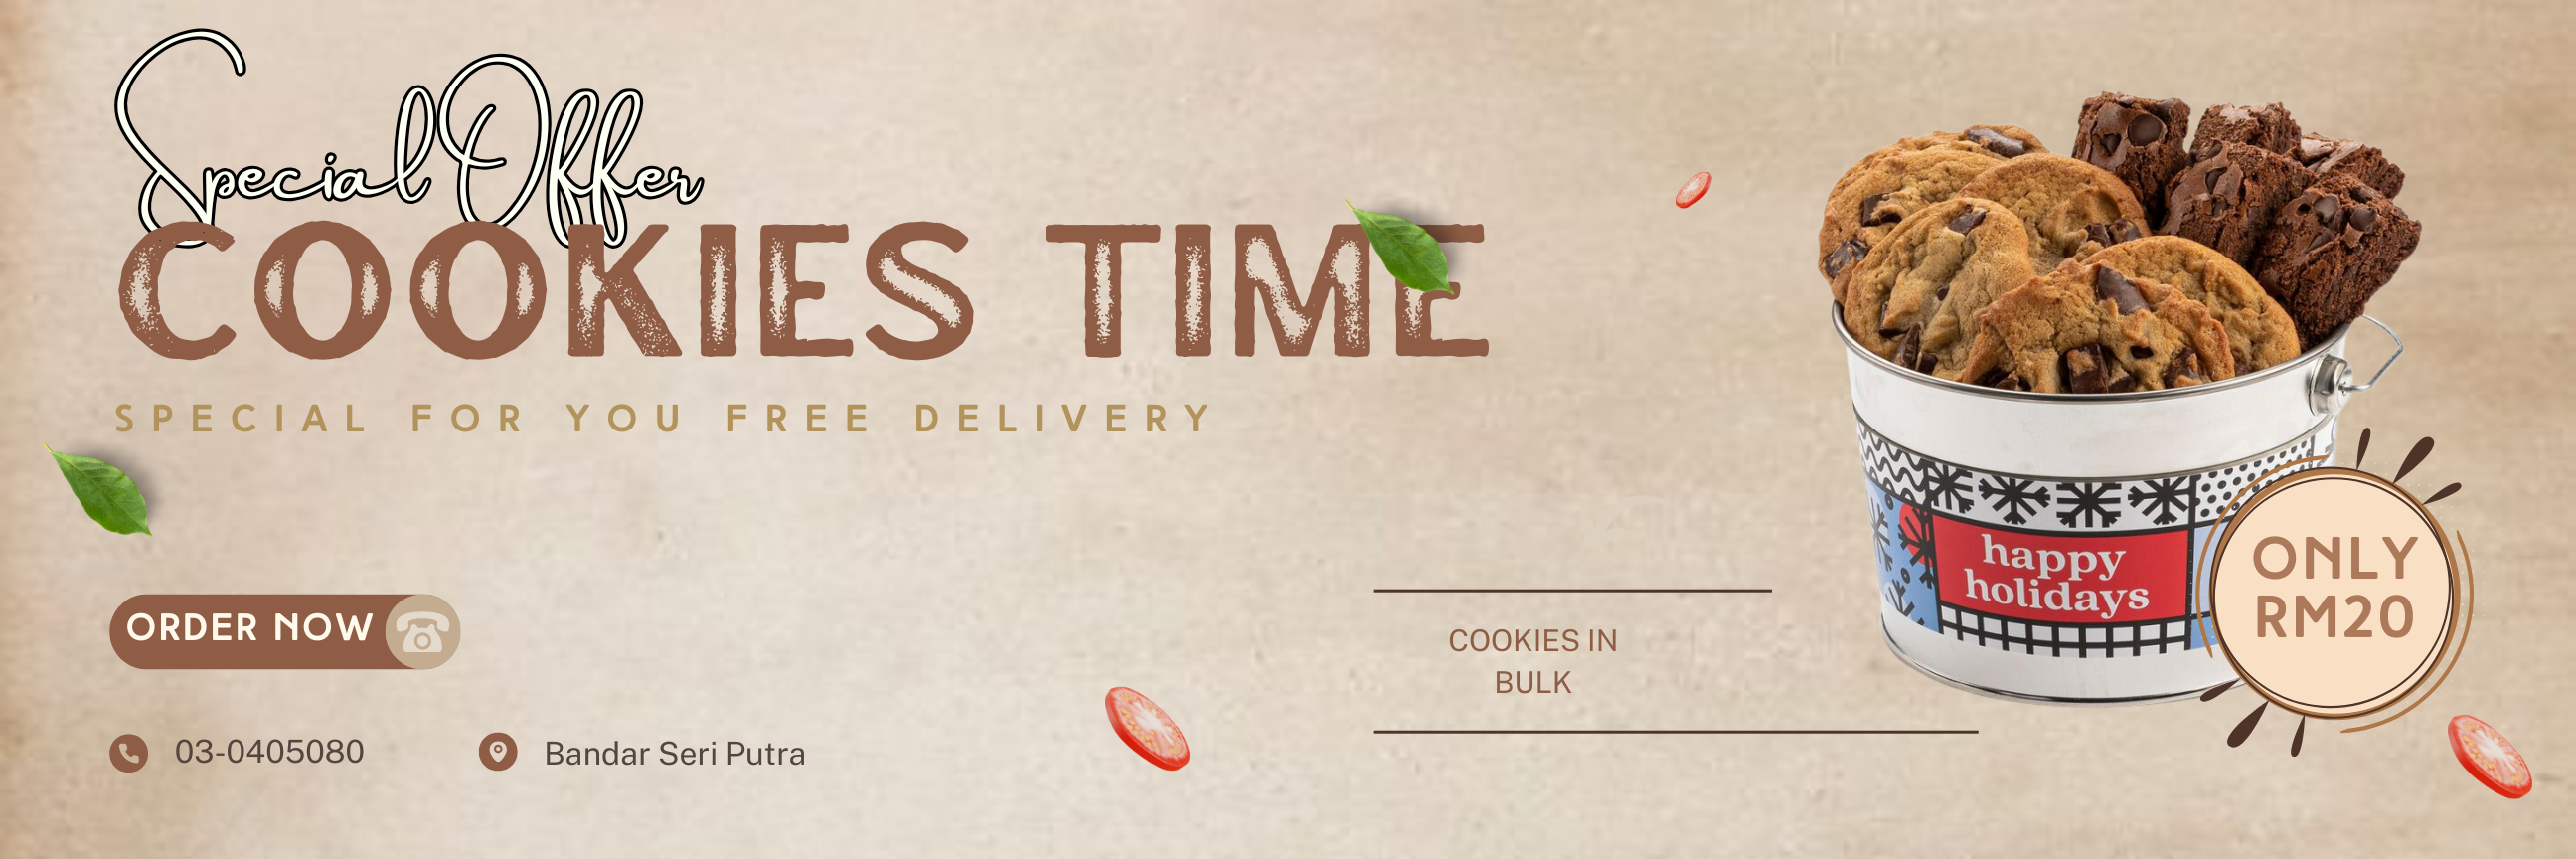 Special Offer
COOKIES TIME
SPECIAL FOR YOU FREE DELIVERY
ORDER NOW
03-0405080
Bandar Seri Putra
COOKIES IN
BULK
happy
holidays
ONLY
RM20